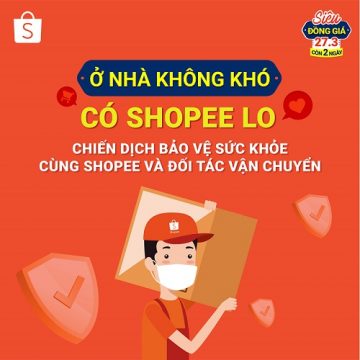 Siêu
ĐỒNG GIÁ
27.3
CÒN 2 NGÀY
Ở NHÀ KHÔNG KHÓ
CÓ SHOPEE LO
CHIẾN DỊCH BẢO VỆ SỨC KHỎE
CÙNG SHOPEE VÀ ĐỐI TÁC VẬN CHUYỂN
Shopee